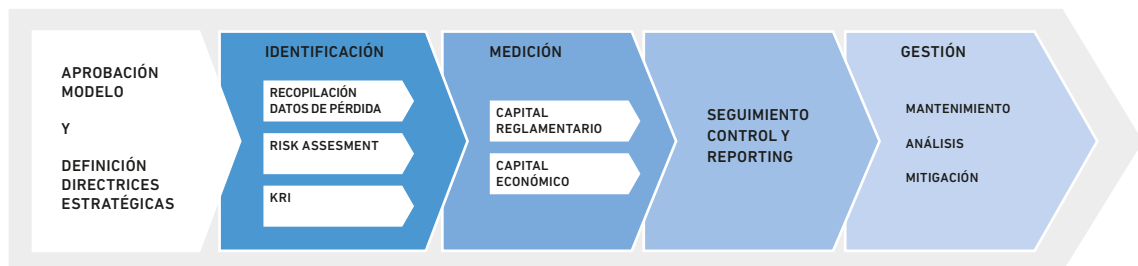 APROBACIÓN
MODELO
Y
DEFINICIÓN
DIRECTRICES
ESTRATÉGICAS
IDENTIFICACIÓN
RECOPILACIÓN
DATOS DE PÉRDIDA
RISK ASSESMENT
KRI
MEDICIÓN
CAPITAL
REGLAMENTARIO
CAPITAL
ECONÓMICO
SEGUIMIENTO
CONTROL Y
REPORTING
GESTIÓN
MANTENIMIENTO
ANÁLISIS
MITIGACIÓN